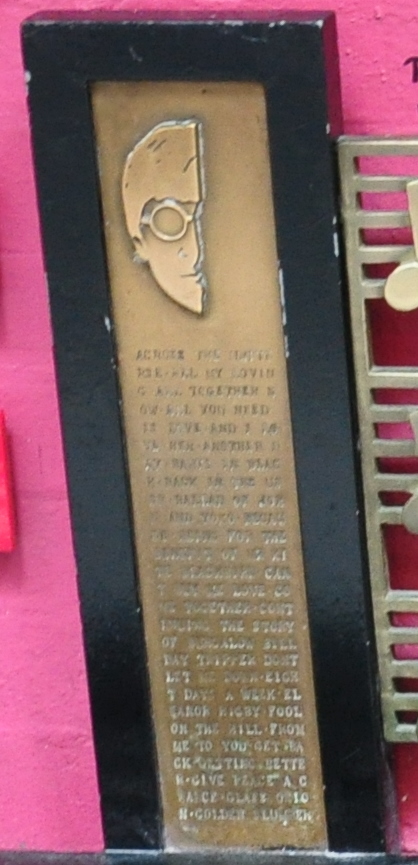 ACROSS THE UNIVE
RSE·ALL MY LOVIN
G·ALL TOGETHER N
OW·ALL YOU NEED
IS LOVE·AND I LO
VE HER·ANOTHER D
AY·BABYS IN BLAC
K·BACK IN THE US
SR·BALLAD OF JOH
N AND YOKO·BECAU
SE·BEING FOR THE
BENEFIT OF MR KI
TE·BLACKBIRD·CAN
T BUY ME LOVE·CO
ME TOGETHER·CONT
INUING THE STORY
OF BUNGALOW BILL
DAY TRIPPER·DONT
LET ME DOWN·EIGH
T DAYS A WEEK·EL
EANOR RIGBY·FOOL
ON THE HILL·FROM
ME TO YOU·GET BA
CK·GETTING BETTE
R·GIVE PEACE A C
HANCE·GLASS ONIO
N·GOLDEN SLUMBER